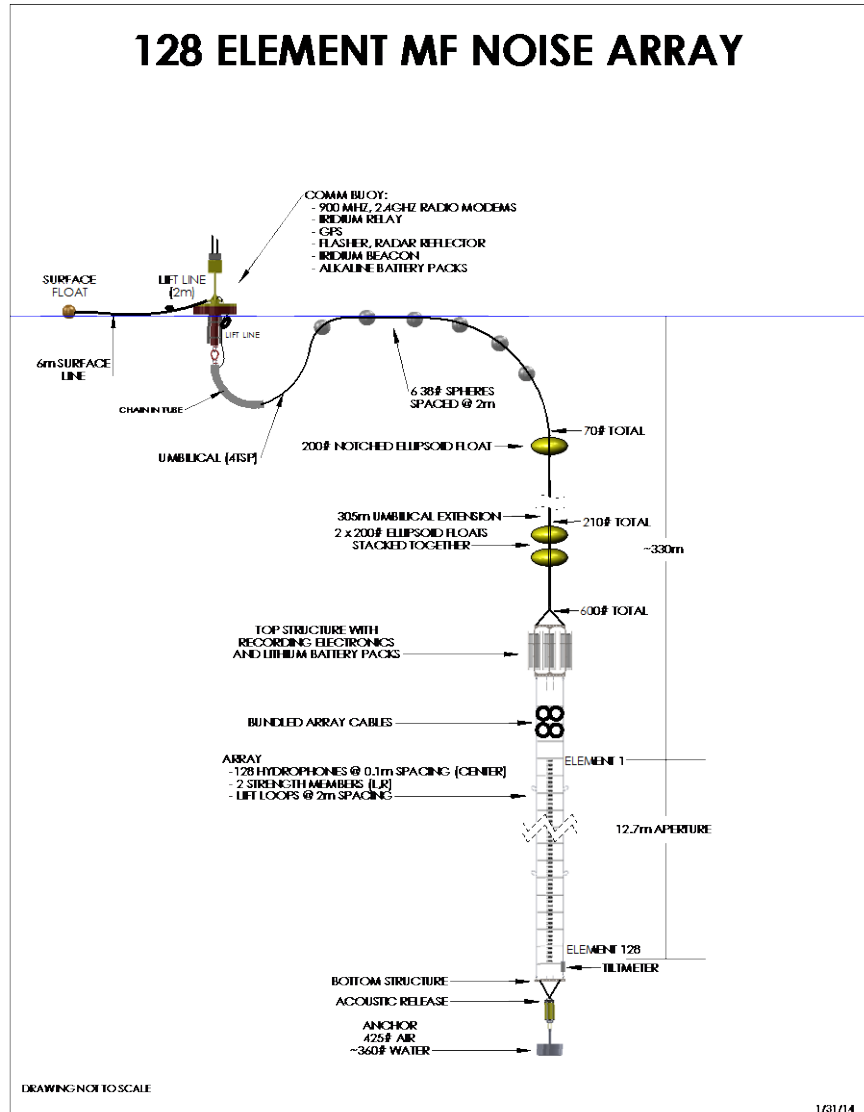 128 ELEMENT MF NOISE ARRAY
COMM BUOY:
- 900 MHZ, 2.4GHZ RADIO MODEMS
- IRIDIUM RELAY
- GPS
- FLASHER, RADAR REFLECTOR
- IRIDIUM BEACON
- ALKALINE BATTERY PACKS
SURFACE
FLOAT
LIFT LINE
(2m)
LIFT LINE
6m SURFACE
LINE
CHAIN IN TUBE
6 38# SPHERES
SPACED @ 2m
UMBILICAL (4TSP)
70# TOTAL
200# NOTCHED ELLIPSOID FLOAT
305m UMBILICAL EXTENSION
210# TOTAL
2 x 200# ELLIPSOID FLOATS
STACKED TOGETHER
~330m
600# TOTAL
TOP STRUCTURE WITH
RECORDING ELECTRONICS
AND LITHIUM BATTERY PACKS
BUNDLED ARRAY CABLES
ARRAY
- 128 HYDROPHONES @ 0.1m SPACING (CENTER)
- 2 STRENGTH MEMBERS (L,R)
- LIFT LOOPS @ 2m SPACING
ELEMENT 1
12.7m APERTURE
ELEMENT 128
TILTMETER
BOTTOM STRUCTURE
ACOUSTIC RELEASE
ANCHOR
425# AIR
~360# WATER
DRAWING NOT TO SCALE
1/31/14